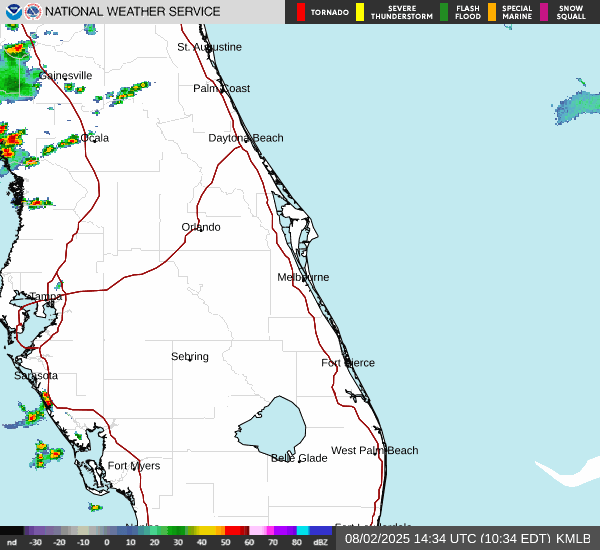 NATIONAL WEATHER SERVICE
TORNADO
SEVERE THUNDERSTORM
FLASH FLOOD
SPECIAL MARINE
SNOW SQUALL
St. Augustine
Gainesville
Palm Coast
Ocala
Daytona Beach
Orlando
Melbourne
Tampa
Sebring
Fort Pierce
Sarasota
West Palm Beach
Belle Glade
Fort Myers
nd -30 -20 -10 0 10 20 30 40 50 60 70 80 dBZ
08/02/2025 14:34 UTC (10:34 EDT) KMLB